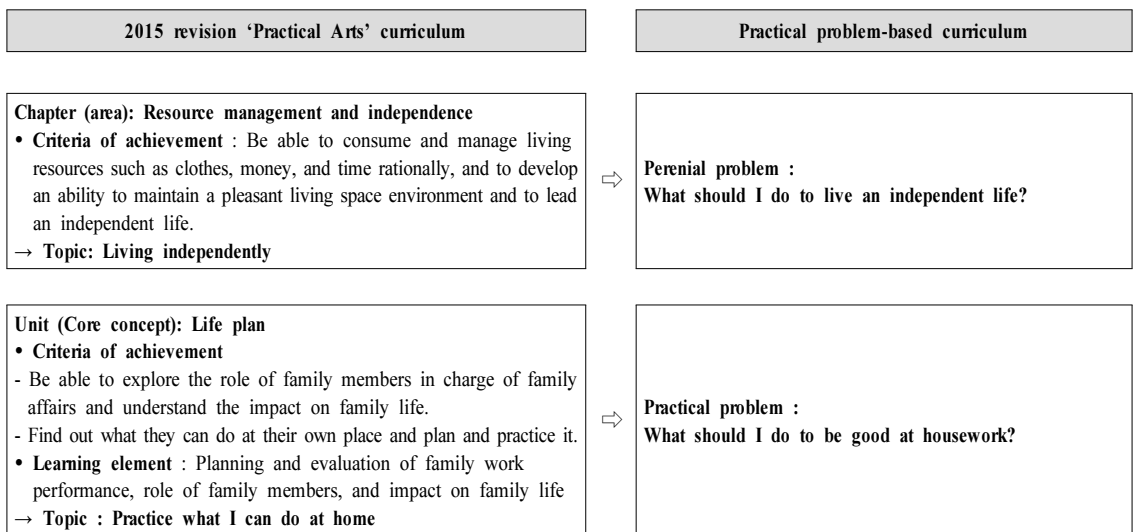 2015 revision ‘Practical Arts’ curriculum
Practical problem-based curriculum
Chapter (area): Resource management and independence
• Criteria of achievement : Be able to consume and manage living
resources such as clothes, money, and time rationally, and to develop
an ability to maintain a pleasant living space environment and to lead
an independent life.
→ Topic: Living independently
⇨
Perenial problem :
What should I do to live an independent life?
Unit (Core concept): Life plan
• Criteria of achievement
- Be able to explore the role of family members in charge of family
affairs and understand the impact on family life.
- Find out what they can do at their own place and plan and practice it.
• Learning element : Planning and evaluation of family work
performance, role of family members, and impact on family life
→ Topic : Practice what I can do at home
⇨
Practical problem :
What should I do to be good at housework?